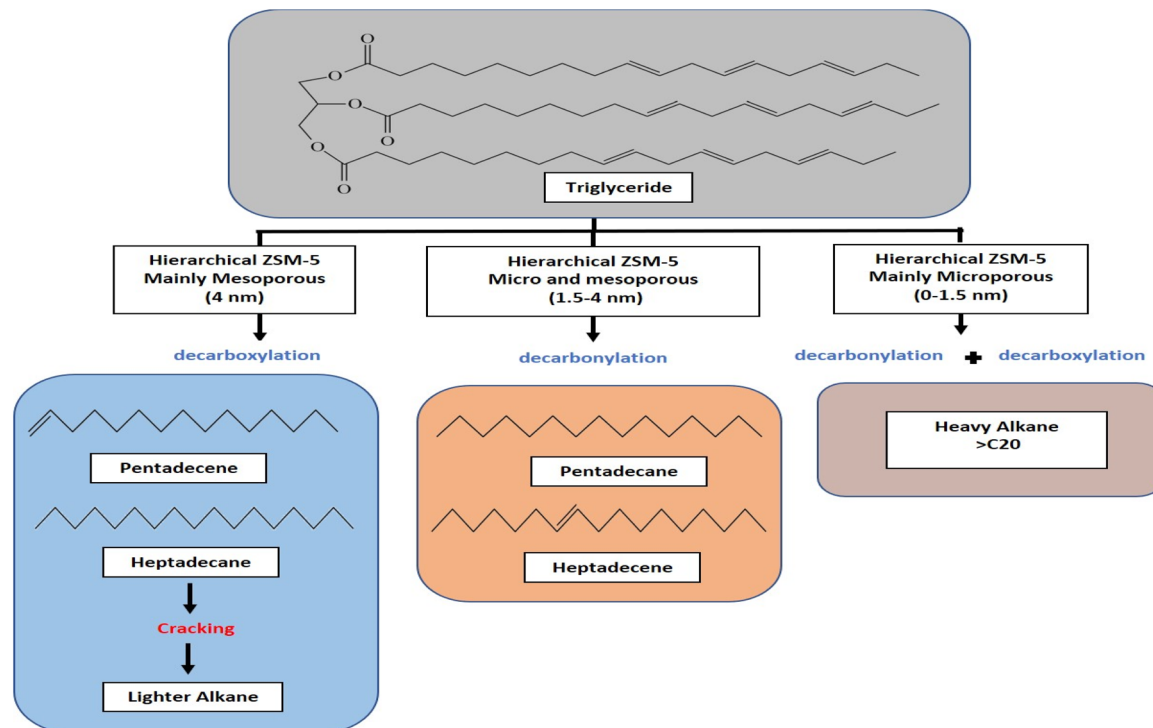 O
O
O
O
O
O
Triglyceride
Hierarchical ZSM-5
Mainly Mesoporous
(4 nm)
Hierarchical ZSM-5
Micro and mesoporous
(1.5-4 nm)
Hierarchical ZSM-5
Mainly Microporous
(0-1.5 nm)
decarboxylation
decarbonylation
decarbonylation + decarboxylation
Pentadecene
Heptadecane
Cracking
Lighter Alkane
Pentadecane
Heptadecene
Heavy Alkane
>C20